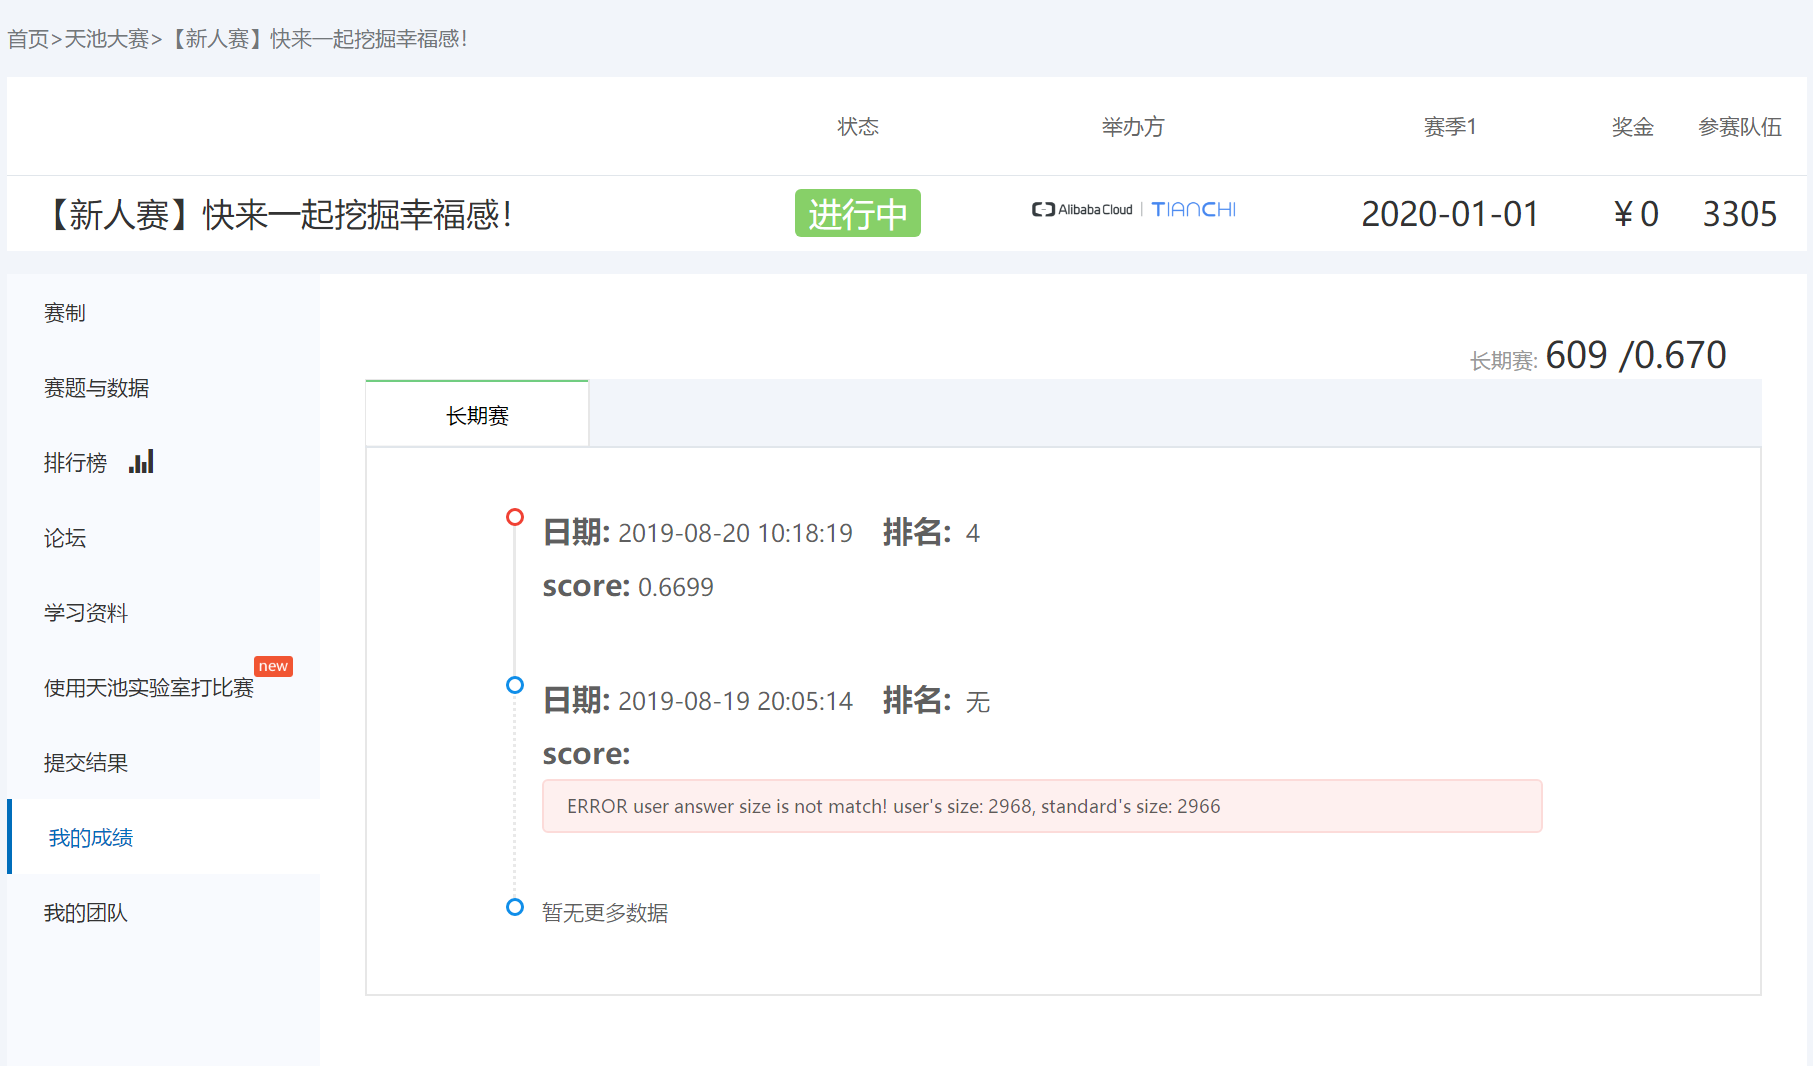 首页>天池大赛>【新人赛】快来一起挖掘幸福感！
状态 举办方 赛季1 奖金 参赛队伍
【新人赛】快来一起挖掘幸福感！ 进行中 Alibaba Cloud | TIANCHI 2020-01-01 ¥0 3305
赛制
赛题与数据
排行榜
论坛
学习资料
使用天池实验室打比赛 new
提交结果
我的成绩
我的团队
长期赛: 609 /0.670
长期赛
日期: 2019-08-20 10:18:19 排名: 4
score: 0.6699
日期: 2019-08-19 20:05:14 排名: 无
score:
ERROR user answer size is not match! user's size: 2968, standard's size: 2966
暂无更多数据